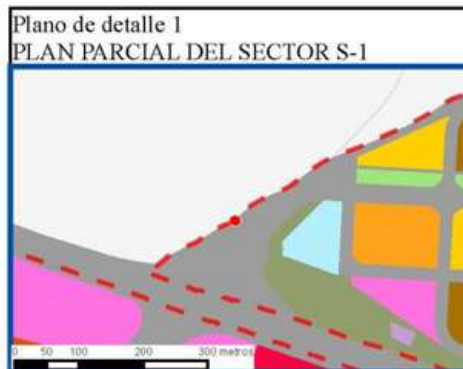 Plano de detalle 1
PLAN PARCIAL DEL SECTOR S-1
0 50 100 200 300 metros